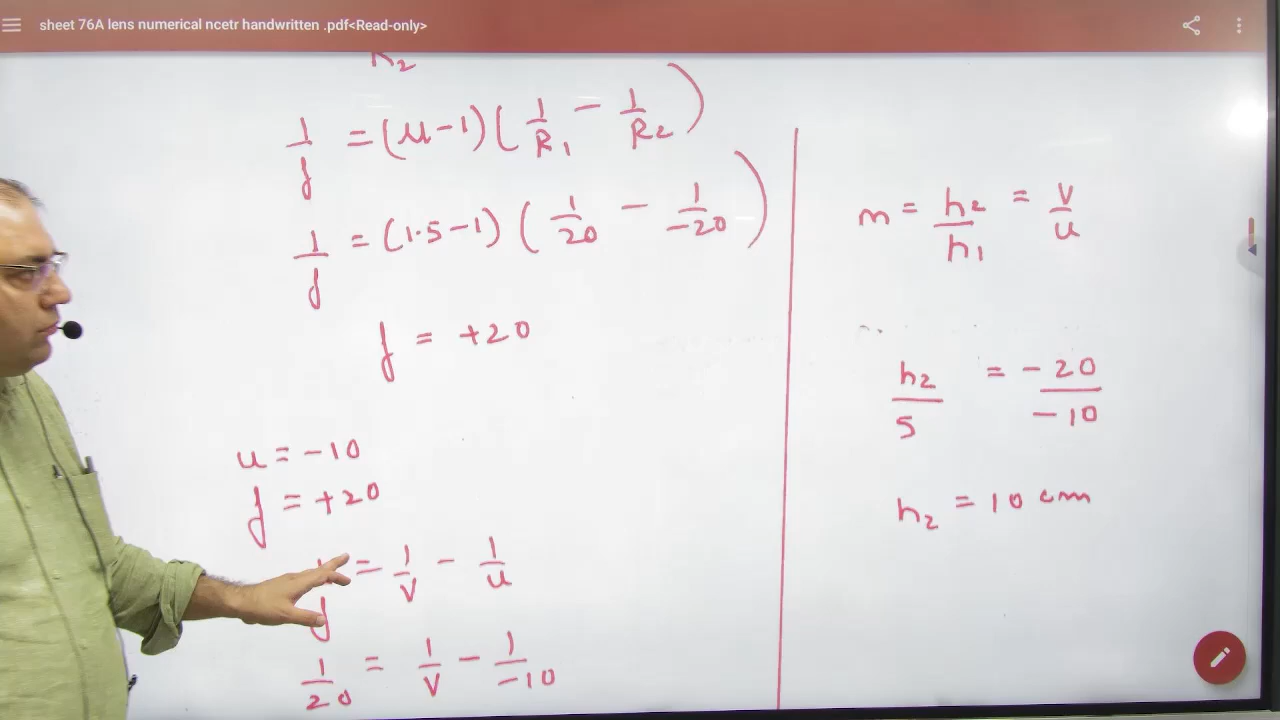 sheet 76A lens numerical ncetr handwritten .pdf<Read-only>
R₂
1/f = (μ-1)(1/R₁ - 1/R₂)
1/f = (1.5-1)(1/20 - 1/-20)
f = +20
u = -10
f = +20
1/f = 1/v - 1/u
1/20 = 1/v - 1/-10
m = h₂/h₁ = v/u
h₂/5 = -20/-10
h₂ = 10 cm